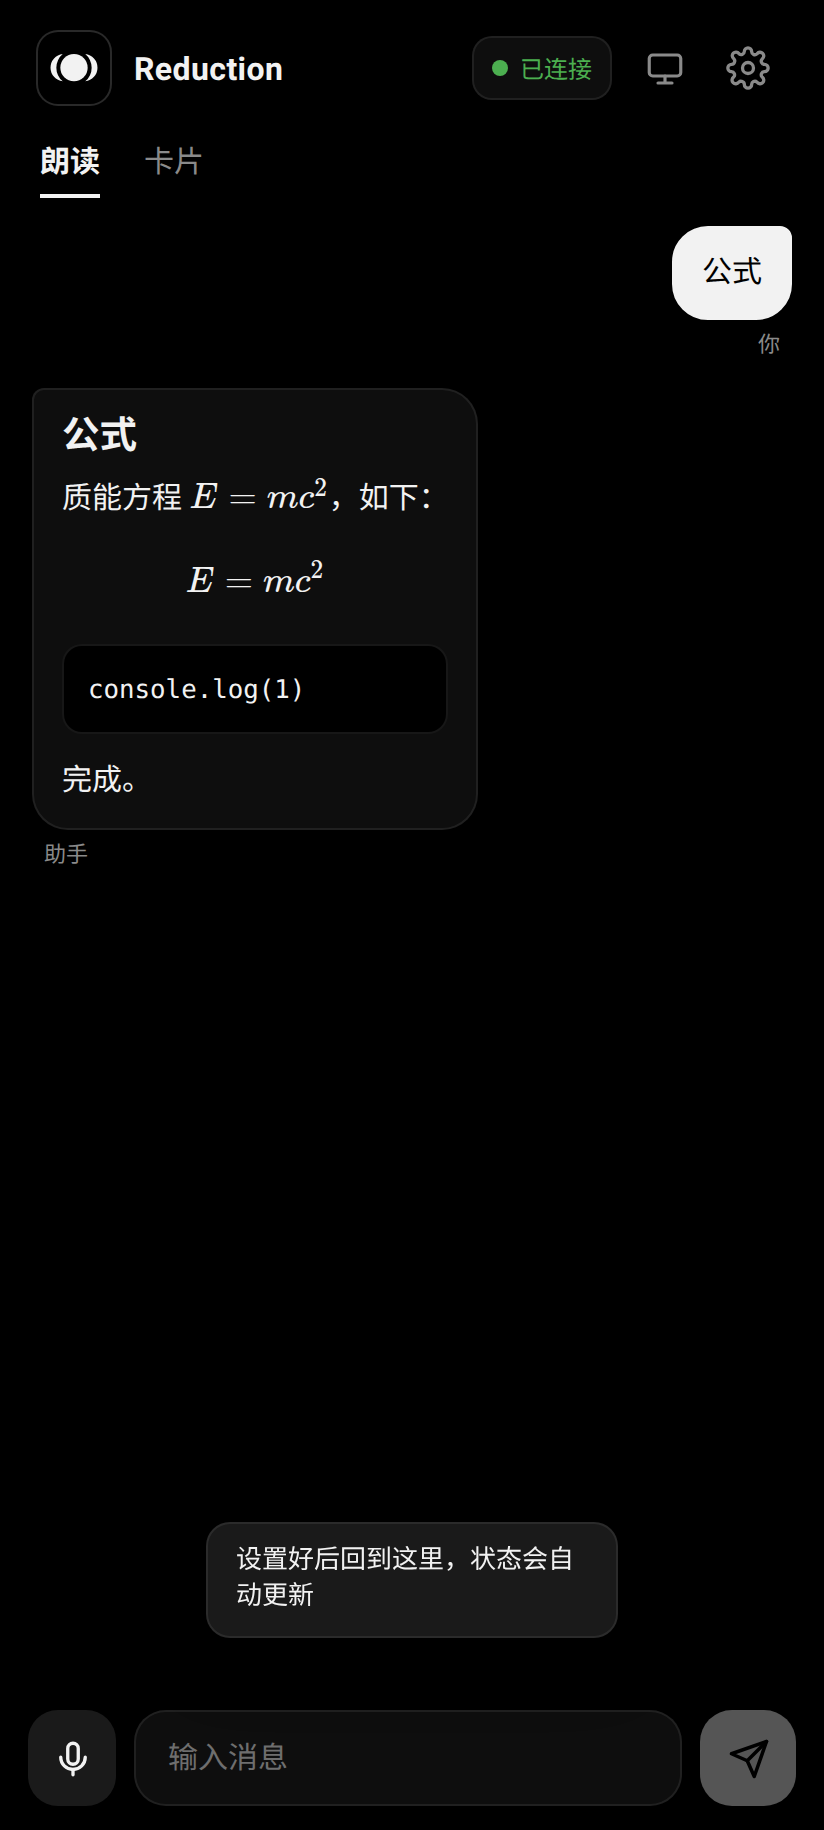 Reduction
已连接
朗读
卡片
公式
你
公式
质能方程 E = mc²，如下：
E = mc²
console.log(1)
完成。
助手
设置好后回到这里，状态会自
动更新
输入消息